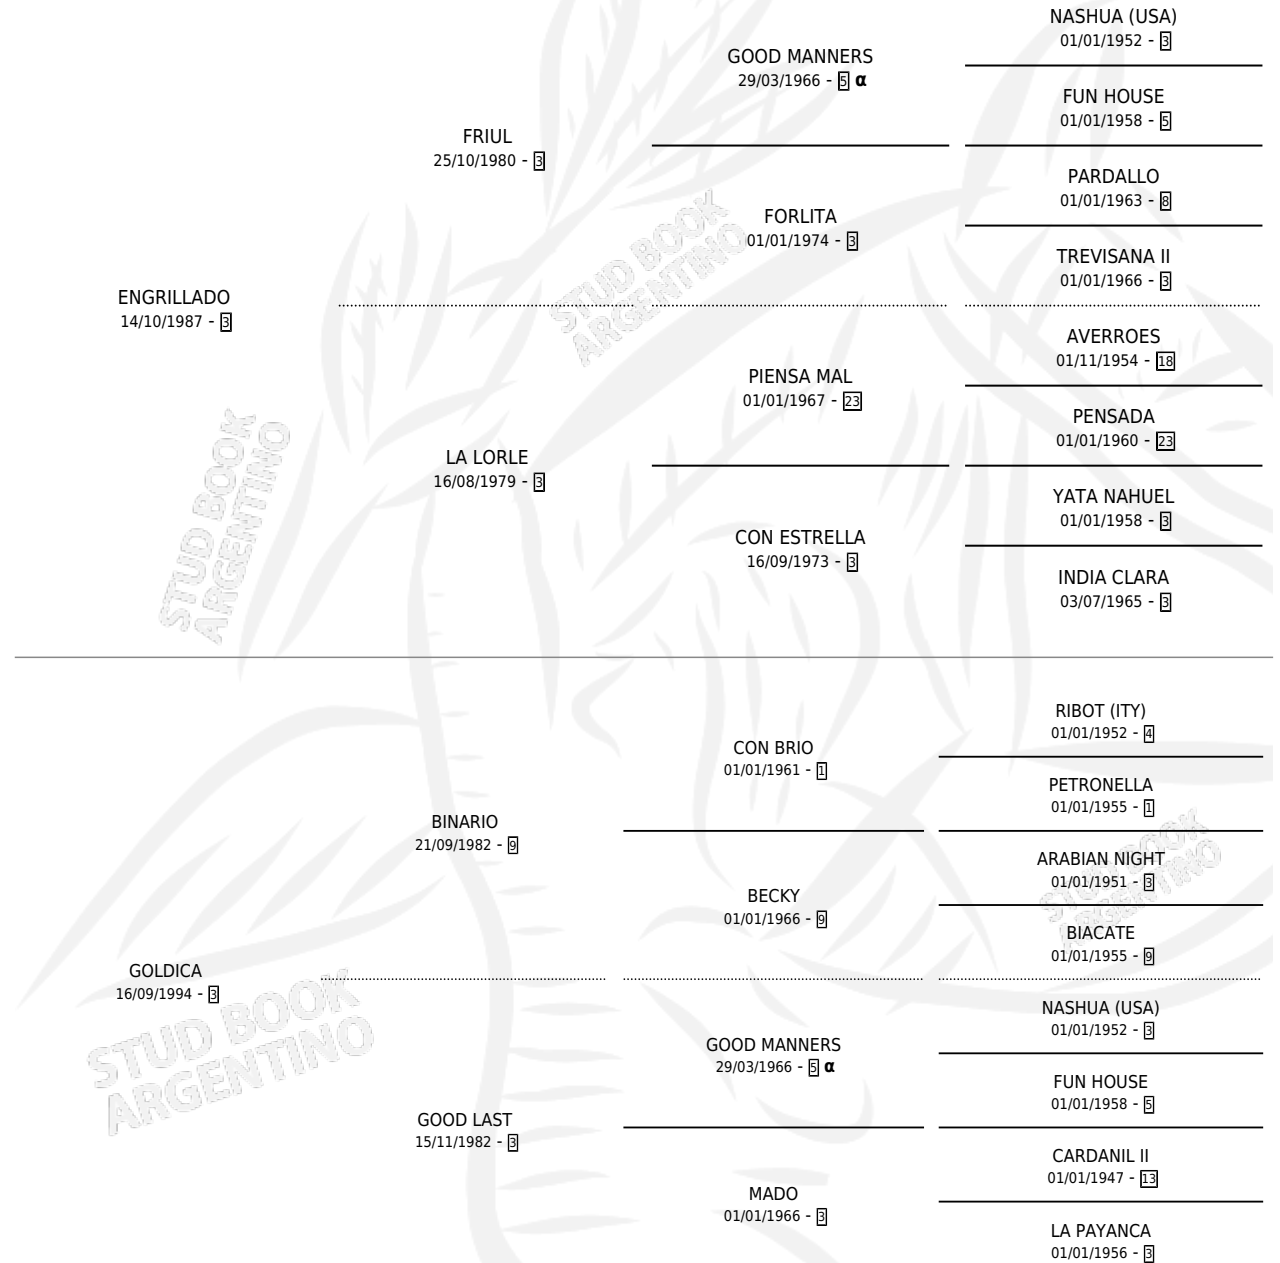 NASHUA (USA)
01/01/1952 - 3
GOOD MANNERS
29/03/1966 - 5 α
FUN HOUSE
01/01/1958 - 5
FRIUL
25/10/1980 - 3
PARDALLO
01/01/1963 - 8
FORLITA
01/01/1974 - 3
TREVISANA II
01/01/1966 - 3
ENGRILLADO
14/10/1987 - 3
AVERROES
01/11/1954 - 18
PIENSA MAL
01/01/1967 - 23
PENSADA
01/01/1960 - 23
LA LORLE
16/08/1979 - 3
YATA NAHUEL
01/01/1958 - 3
CON ESTRELLA
16/09/1973 - 3
INDIA CLARA
03/07/1965 - 3
RIBOT (ITY)
01/01/1952 - 4
CON BRIO
01/01/1961 - 1
PETRONELLA
01/01/1955 - 1
BINARIO
21/09/1982 - 9
ARABIAN NIGHT
01/01/1951 - 3
BECKY
01/01/1966 - 9
BIACATE
01/01/1955 - 9
GOLDICA
16/09/1994 - 3
NASHUA (USA)
01/01/1952 - 3
GOOD MANNERS
29/03/1966 - 5 α
FUN HOUSE
01/01/1958 - 5
GOOD LAST
15/11/1982 - 3
CARDANIL II
01/01/1947 - 13
MADO
01/01/1966 - 3
LA PAYANCA
01/01/1956 - 3
STUD BOOK
ARGENTINO
STUD BOOK
ARGENTINO
STUD BOOK
ARGENTINO
STUD BOOK
ARGENTINO